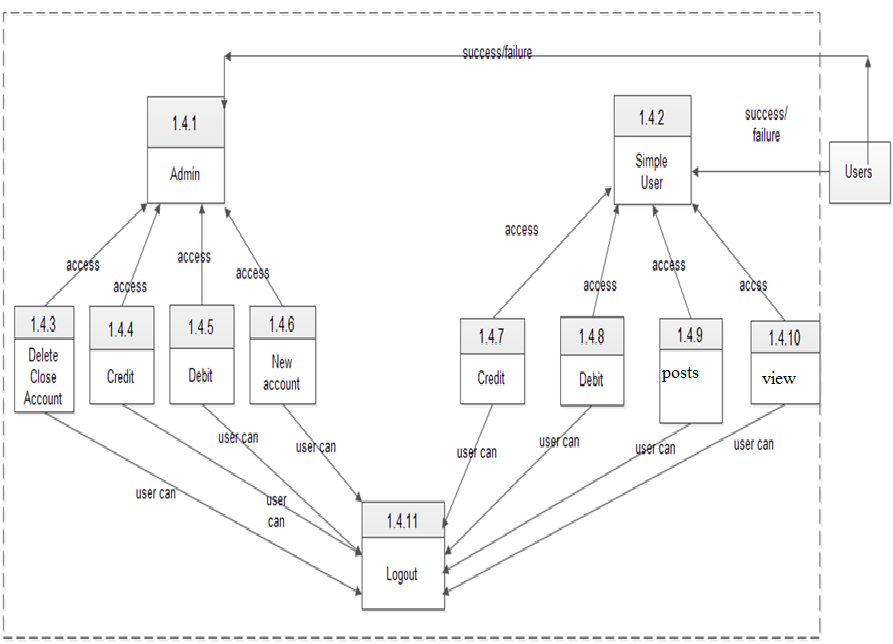 success/failure
1.4.1
Admin
1.4.2
Simple
User
success/
failure
Users
access
access
access
access
access
access
access
accss
1.4.3
Delete
Close
Account
1.4.4
Credit
1.4.5
Debit
1.4.6
New
account
1.4.7
Credit
1.4.8
Debit
1.4.9
posts
1.4.10
view
user can
user
can
user can
user can
user can
user can
user can
user can
1.4.11
Logout